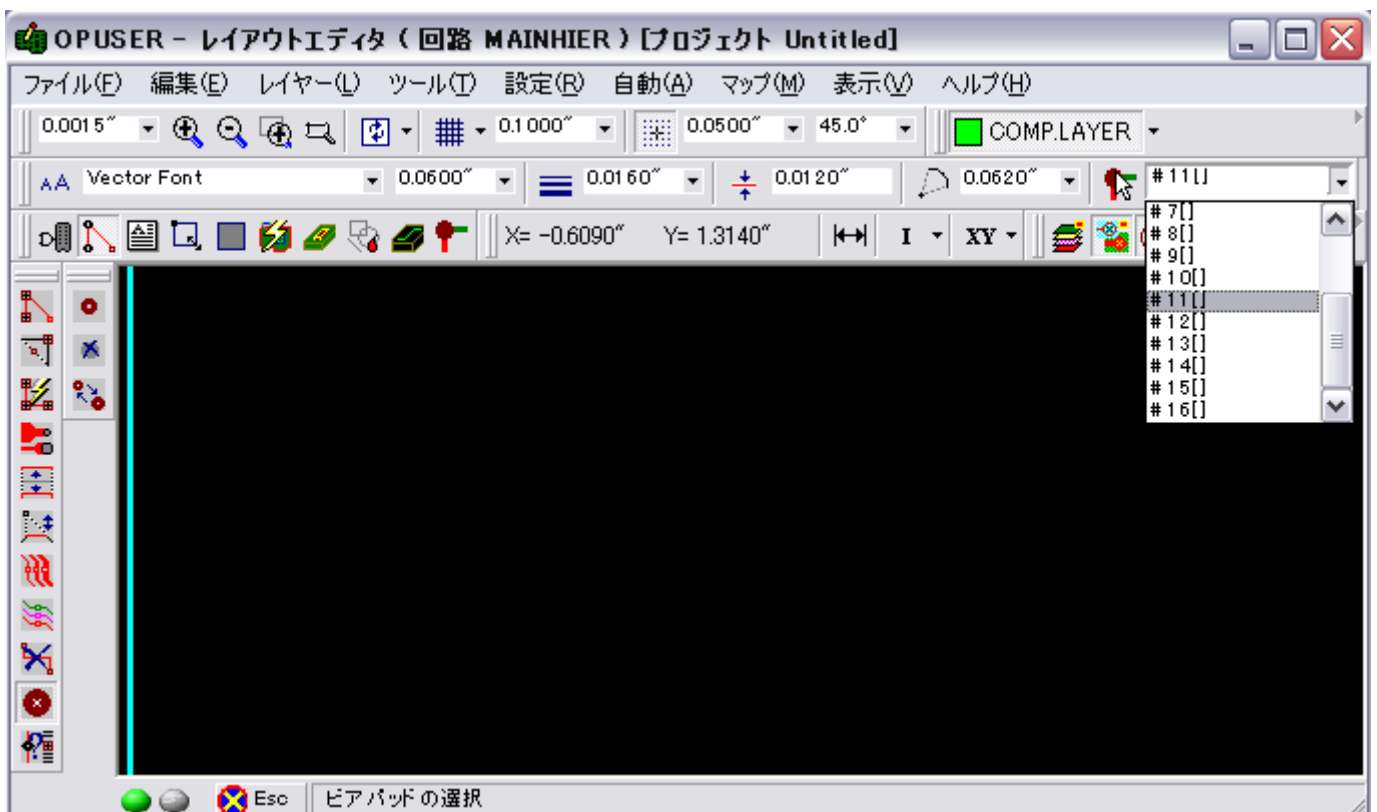 OPUSER - レイアウトエディタ ( 回路 MAINHIER ) [プロジェクト Untitled]
ファイル(F) 編集(E) レイヤー(L) ツール(T) 設定(R) 自動(A) マップ(M) 表示(V) ヘルプ(H)
0.0015" 0.1000" 0.0500" 45.0° COMP.LAYER
AA Vector Font 0.0600" 0.0160" 0.0120" 0.0620" #11[]
X= -0.6090" Y= 1.3140" I XY
#7[]
#8[]
#9[]
#10[]
#11[]
#12[]
#13[]
#14[]
#15[]
#16[]
Esc ビアパッドの選択